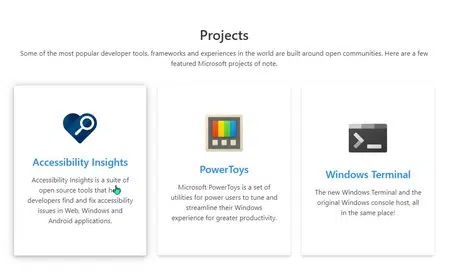 Projects
Some of the most popular developer tools, frameworks and experiences in the world are built around open communities. Here are a few
featured Microsoft projects of note.
Accessibility Insights
Accessibility Insights is a suite of
open source tools that
developers find and fix accessibility
issues in Web, Windows and
Android applications.
PowerToys
Microsoft PowerToys is a set of
utilities for power users to tune and
streamline their Windows
experience for greater productivity.
Windows Terminal
The new Windows Terminal and the
original Windows console host, all
in the same place!